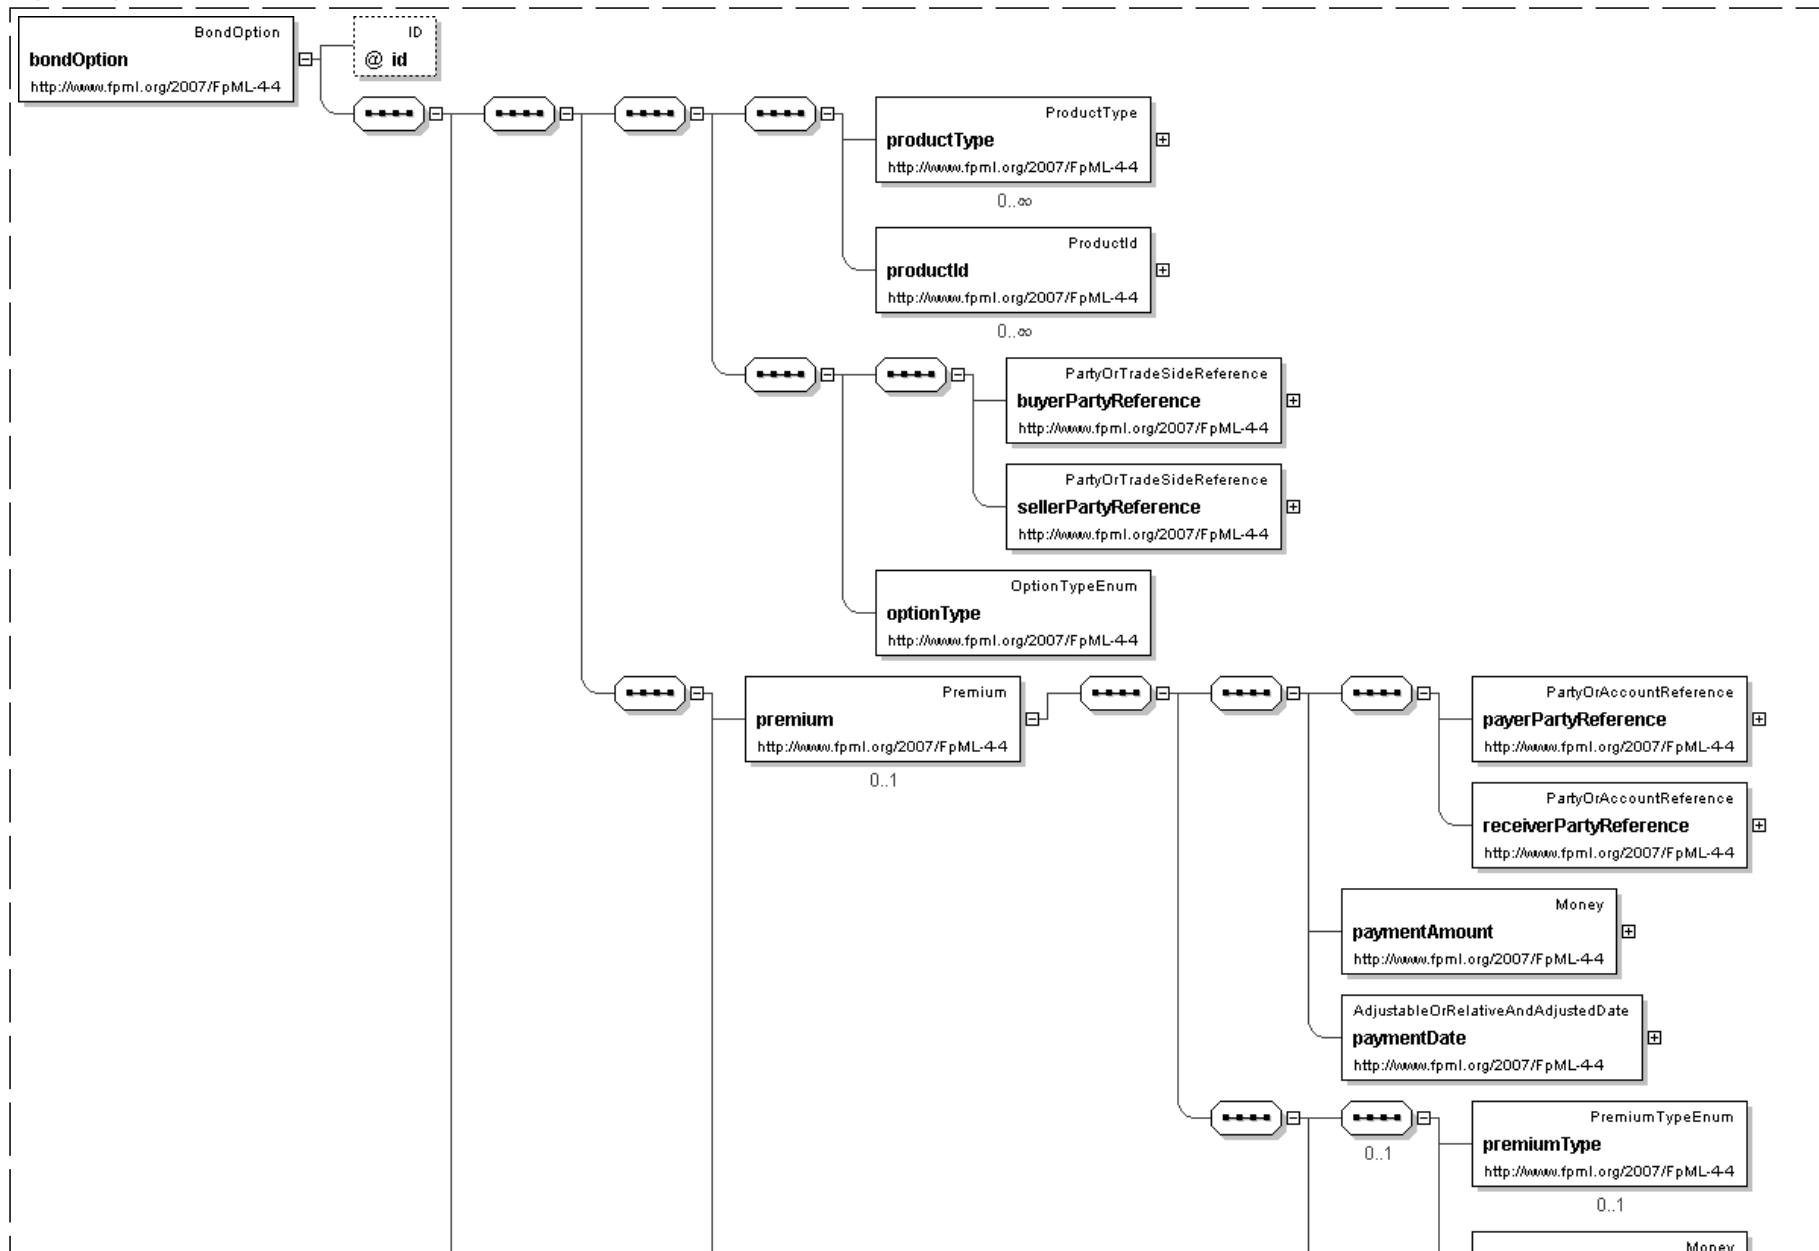 BondOption
bondOption
http://www.fpml.org/2007/FpML-4-4
ID
@ id
ProductType
productType
http://www.fpml.org/2007/FpML-4-4
0..∞
ProductId
productId
http://www.fpml.org/2007/FpML-4-4
0..∞
PartyOrTradeSideReference
buyerPartyReference
http://www.fpml.org/2007/FpML-4-4
PartyOrTradeSideReference
sellerPartyReference
http://www.fpml.org/2007/FpML-4-4
OptionTypeEnum
optionType
http://www.fpml.org/2007/FpML-4-4
Premium
premium
http://www.fpml.org/2007/FpML-4-4
0..1
PartyOrAccountReference
payerPartyReference
http://www.fpml.org/2007/FpML-4-4
PartyOrAccountReference
receiverPartyReference
http://www.fpml.org/2007/FpML-4-4
Money
paymentAmount
http://www.fpml.org/2007/FpML-4-4
AdjustableOrRelativeAndAdjustedDate
paymentDate
http://www.fpml.org/2007/FpML-4-4
0..1
PremiumTypeEnum
premiumType
http://www.fpml.org/2007/FpML-4-4
0..1
Money